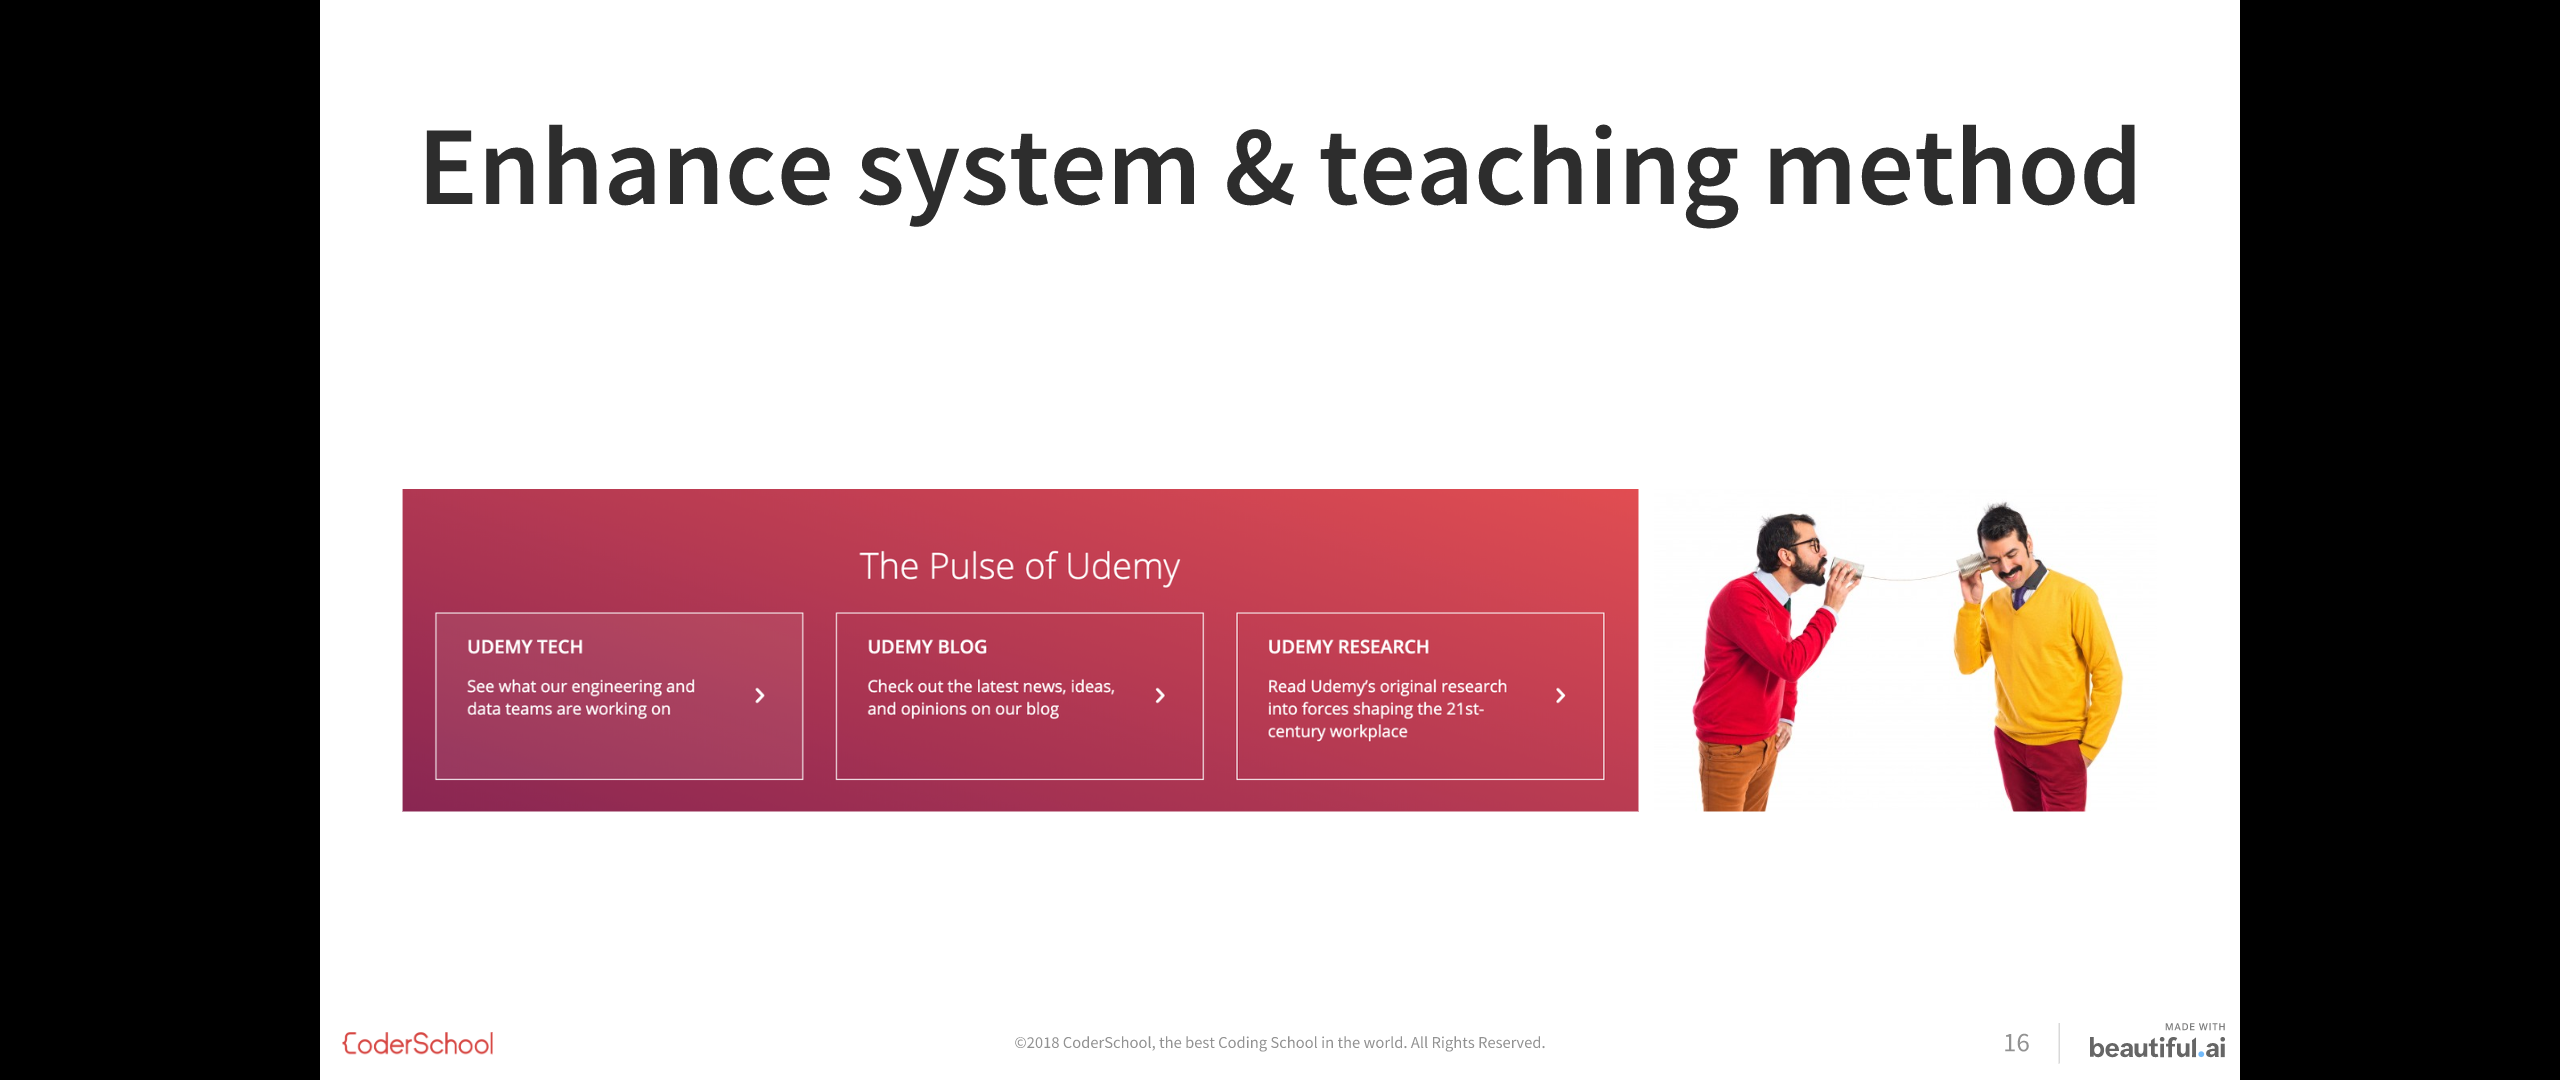 Enhance system & teaching method
The Pulse of Udemy
UDEMY TECH
See what our engineering and
data teams are working on
UDEMY BLOG
Check out the latest news, ideas,
and opinions on our blog
UDEMY RESEARCH
Read Udemy's original research
into forces shaping the 21st-
century workplace
CoderSchool
©2018 CoderSchool, the best Coding School in the world. All Rights Reserved.
16
MADE WITH
beautiful.ai